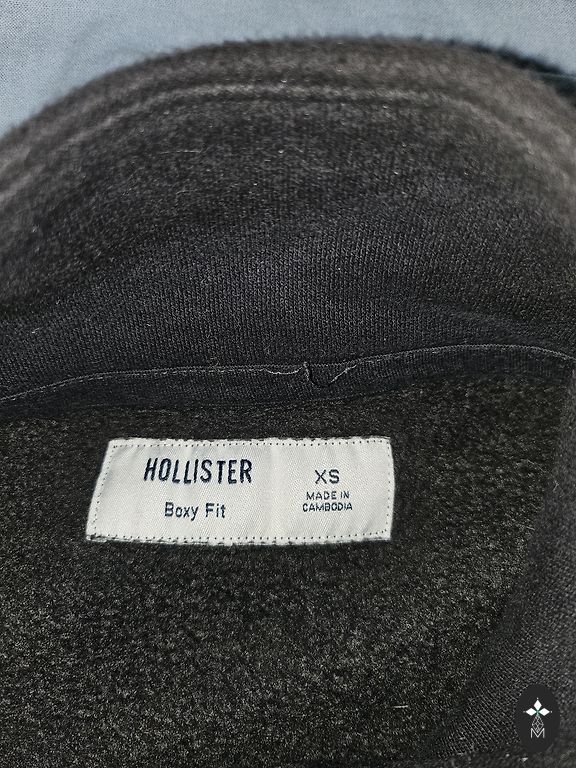 HOLLISTER
Boxy Fit
XS
MADE IN
CAMBODIA